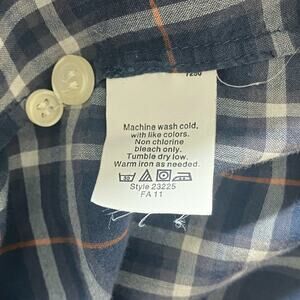 1250
Machine wash cold,
with like colors.
Non chlorine
bleach only.
Tumble dry low.
Warm iron as needed.
Style 23225
FA 11